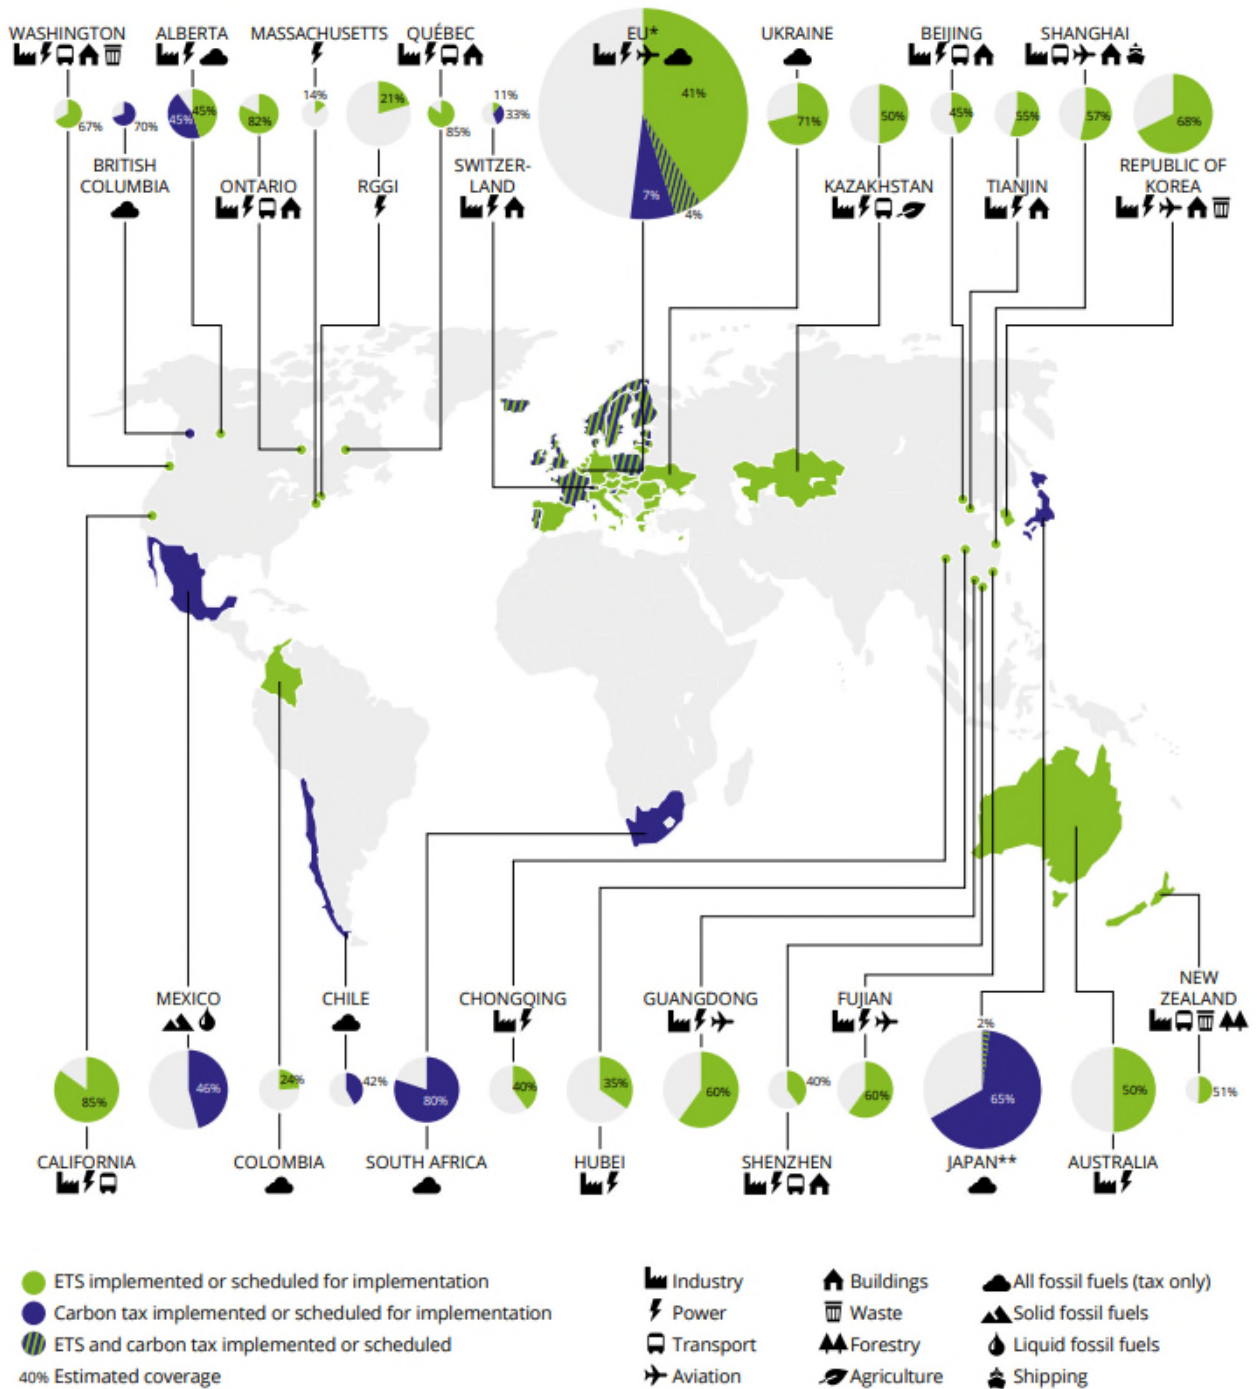 WASHINGTON
ALBERTA
MASSACHUSETTS
QUÉBEC
EU*
UKRAINE
BEIJING
SHANGHAI
67%
70%
45%
45%
82%
14%
21%
85%
11%
33%
41%
7%
4%
71%
50%
45%
55%
57%
68%
BRITISH
COLUMBIA
ONTARIO
RGGI
SWITZER-
LAND
KAZAKHSTAN
TIANJIN
REPUBLIC OF
KOREA
MEXICO
CHILE
CHONGQING
GUANGDONG
FUJIAN
NEW
ZEALAND
85%
46%
24%
42%
80%
40%
35%
60%
40%
60%
2%
65%
50%
51%
CALIFORNIA
COLOMBIA
SOUTH AFRICA
HUBEI
SHENZHEN
JAPAN**
AUSTRALIA
ETS implemented or scheduled for implementation
Carbon tax implemented or scheduled for implementation
ETS and carbon tax implemented or scheduled
40% Estimated coverage
Industry
Power
Transport
Aviation
Buildings
Waste
Forestry
Agriculture
All fossil fuels (tax only)
Solid fossil fuels
Liquid fossil fuels
Shipping